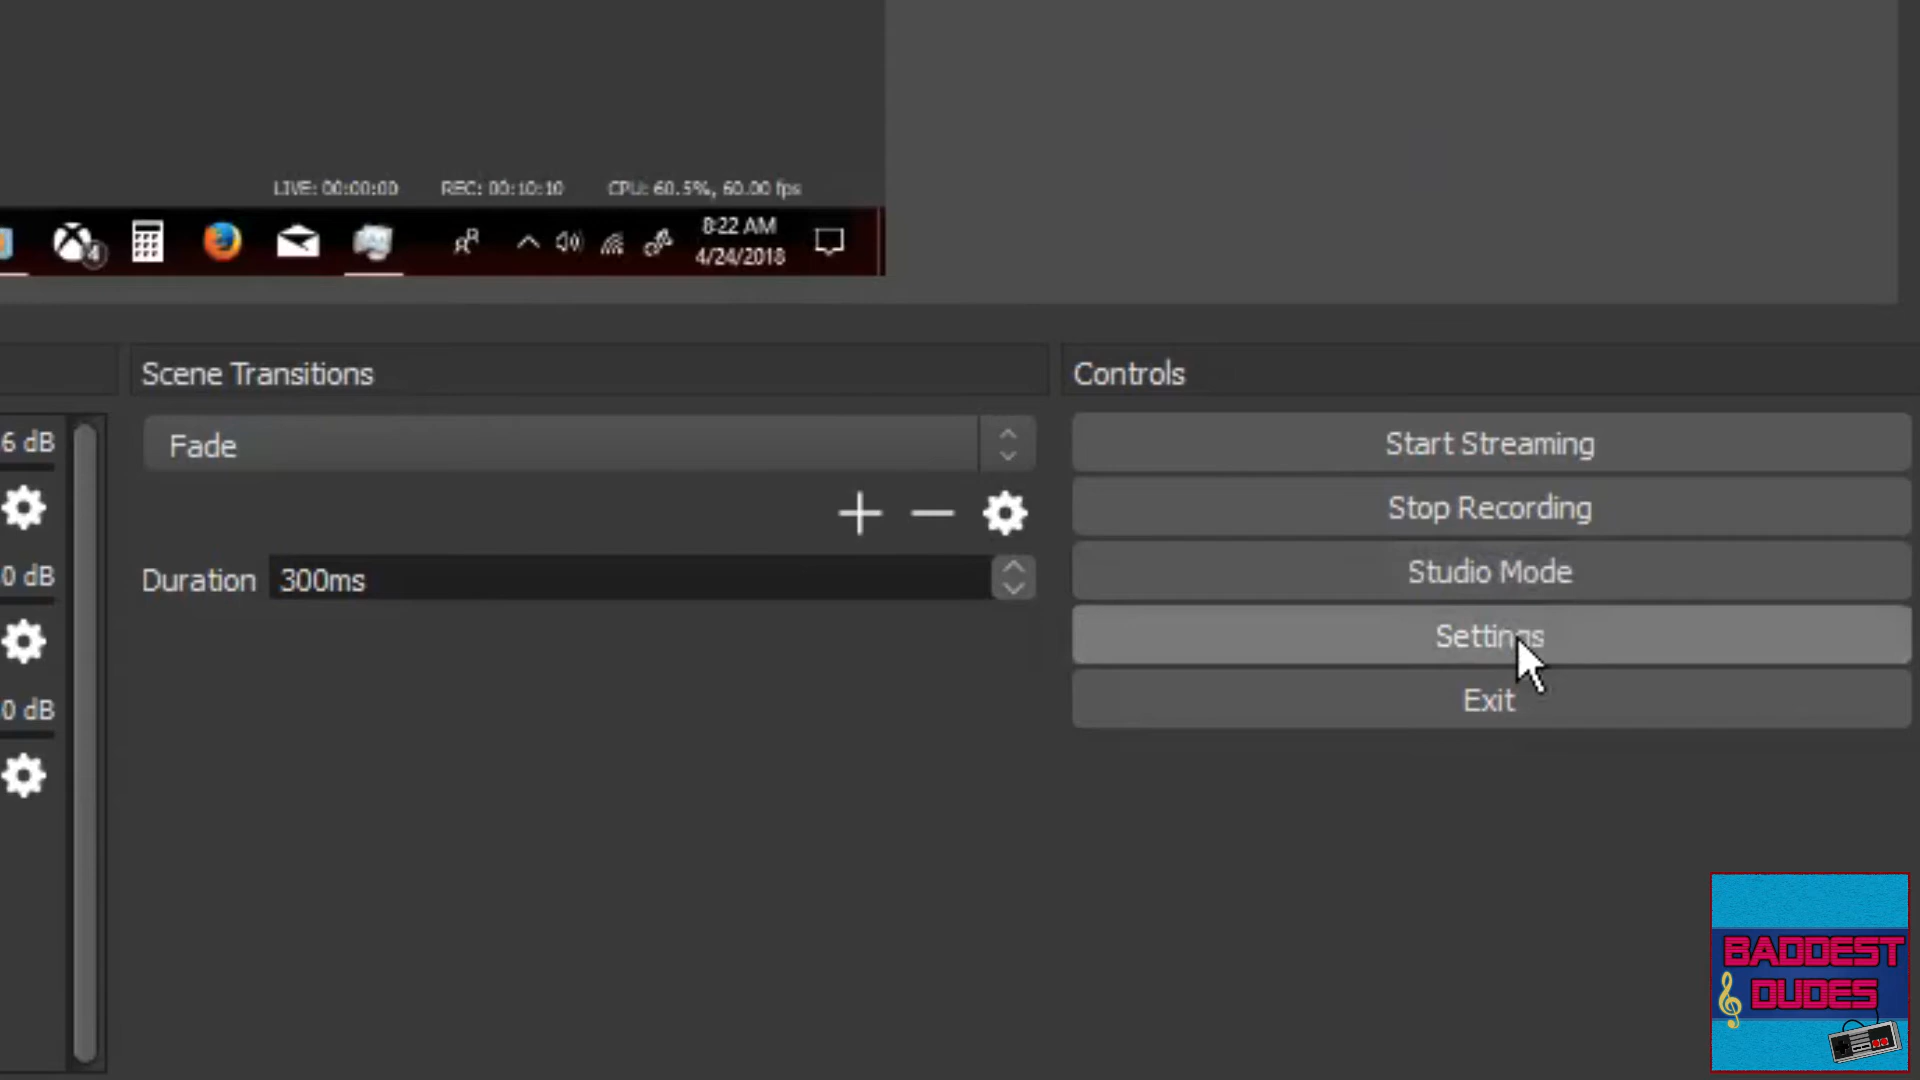 LIVE: 00:00:00 REC: 00:10:10 CPU: 60.5%, 60.00 fps
4
8:22 AM
4/24/2018
Scene Transitions
Controls
6 dB
Fade
Start Streaming
Stop Recording
0 dB
Duration 300ms
Studio Mode
Settings
0 dB
Exit
BADDEST
DUDES